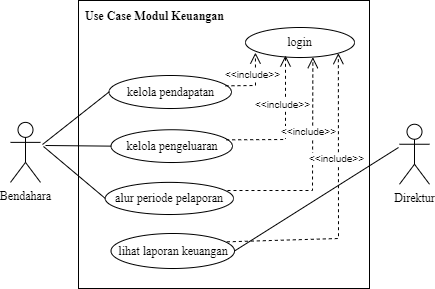 Use Case Modul Keuangan
login
<<include>>
kelola pendapatan
<<include>>
<<include>>
kelola pengeluaran
<<include>>
Bendahara
alur periode pelaporan
Direktur
lihat laporan keuangan